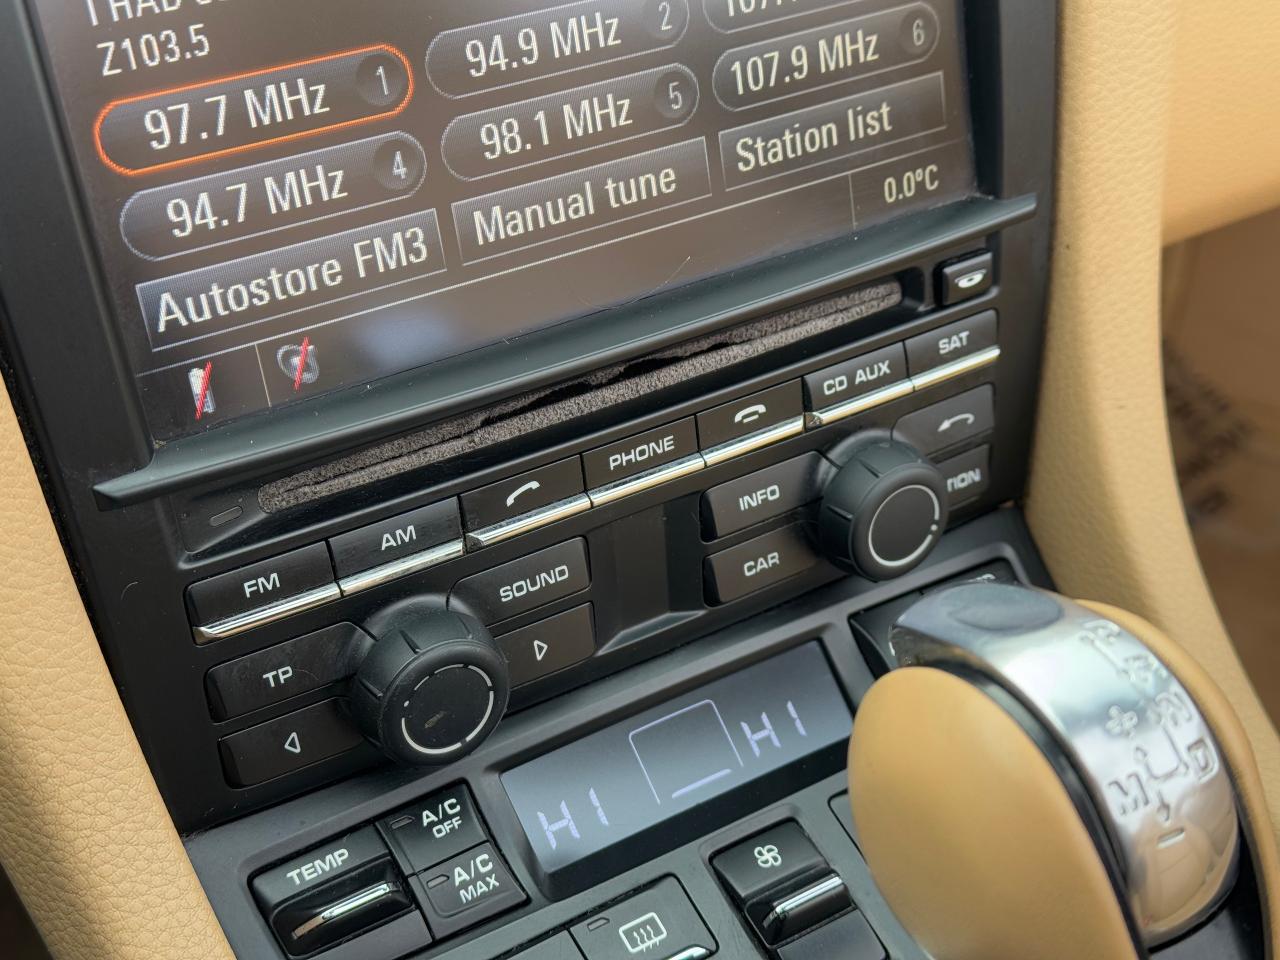 I HAD
Z103.5
97.7 MHz 1
94.9 MHz 2
94.7 MHz 4
98.1 MHz 5
107.9 MHz 6
Autostore FM3
Manual tune
Station list
0.0°C
FM
AM
PHONE
CD AUX
SAT
TP
SOUND
INFO
CAR
HI
HI
TEMP
A/C
OFF
A/C
MAX
P
R
N
D
M
+
−